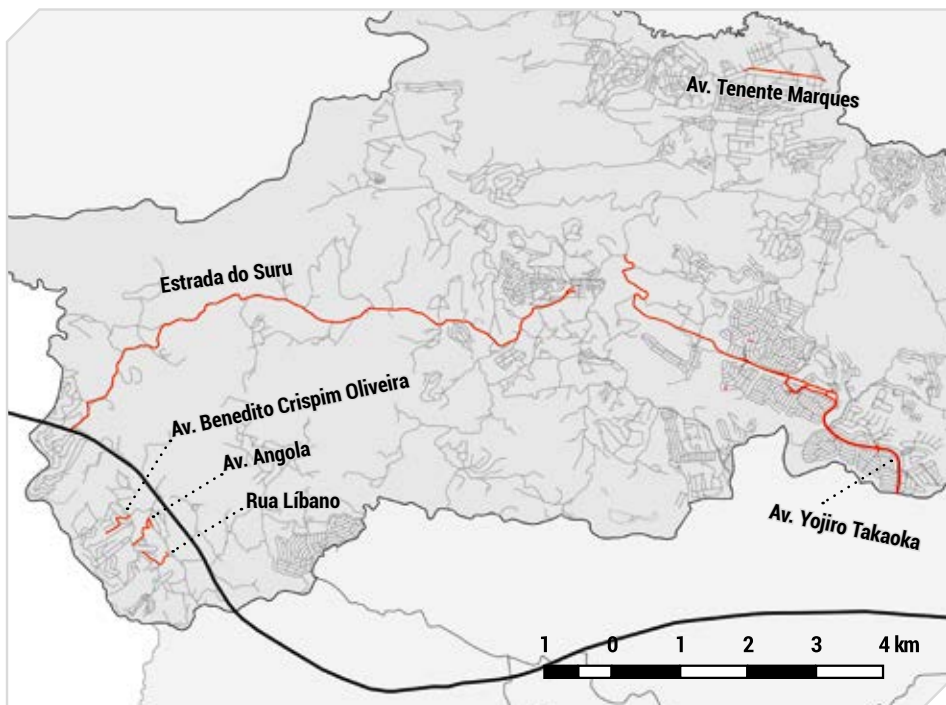 Av. Tenente Marques
Estrada do Suru
Av. Benedito Crispim Oliveira
Av. Angola
Rua Líbano
Av. Yojiro Takaoka
1 0 1 2 3 4 km